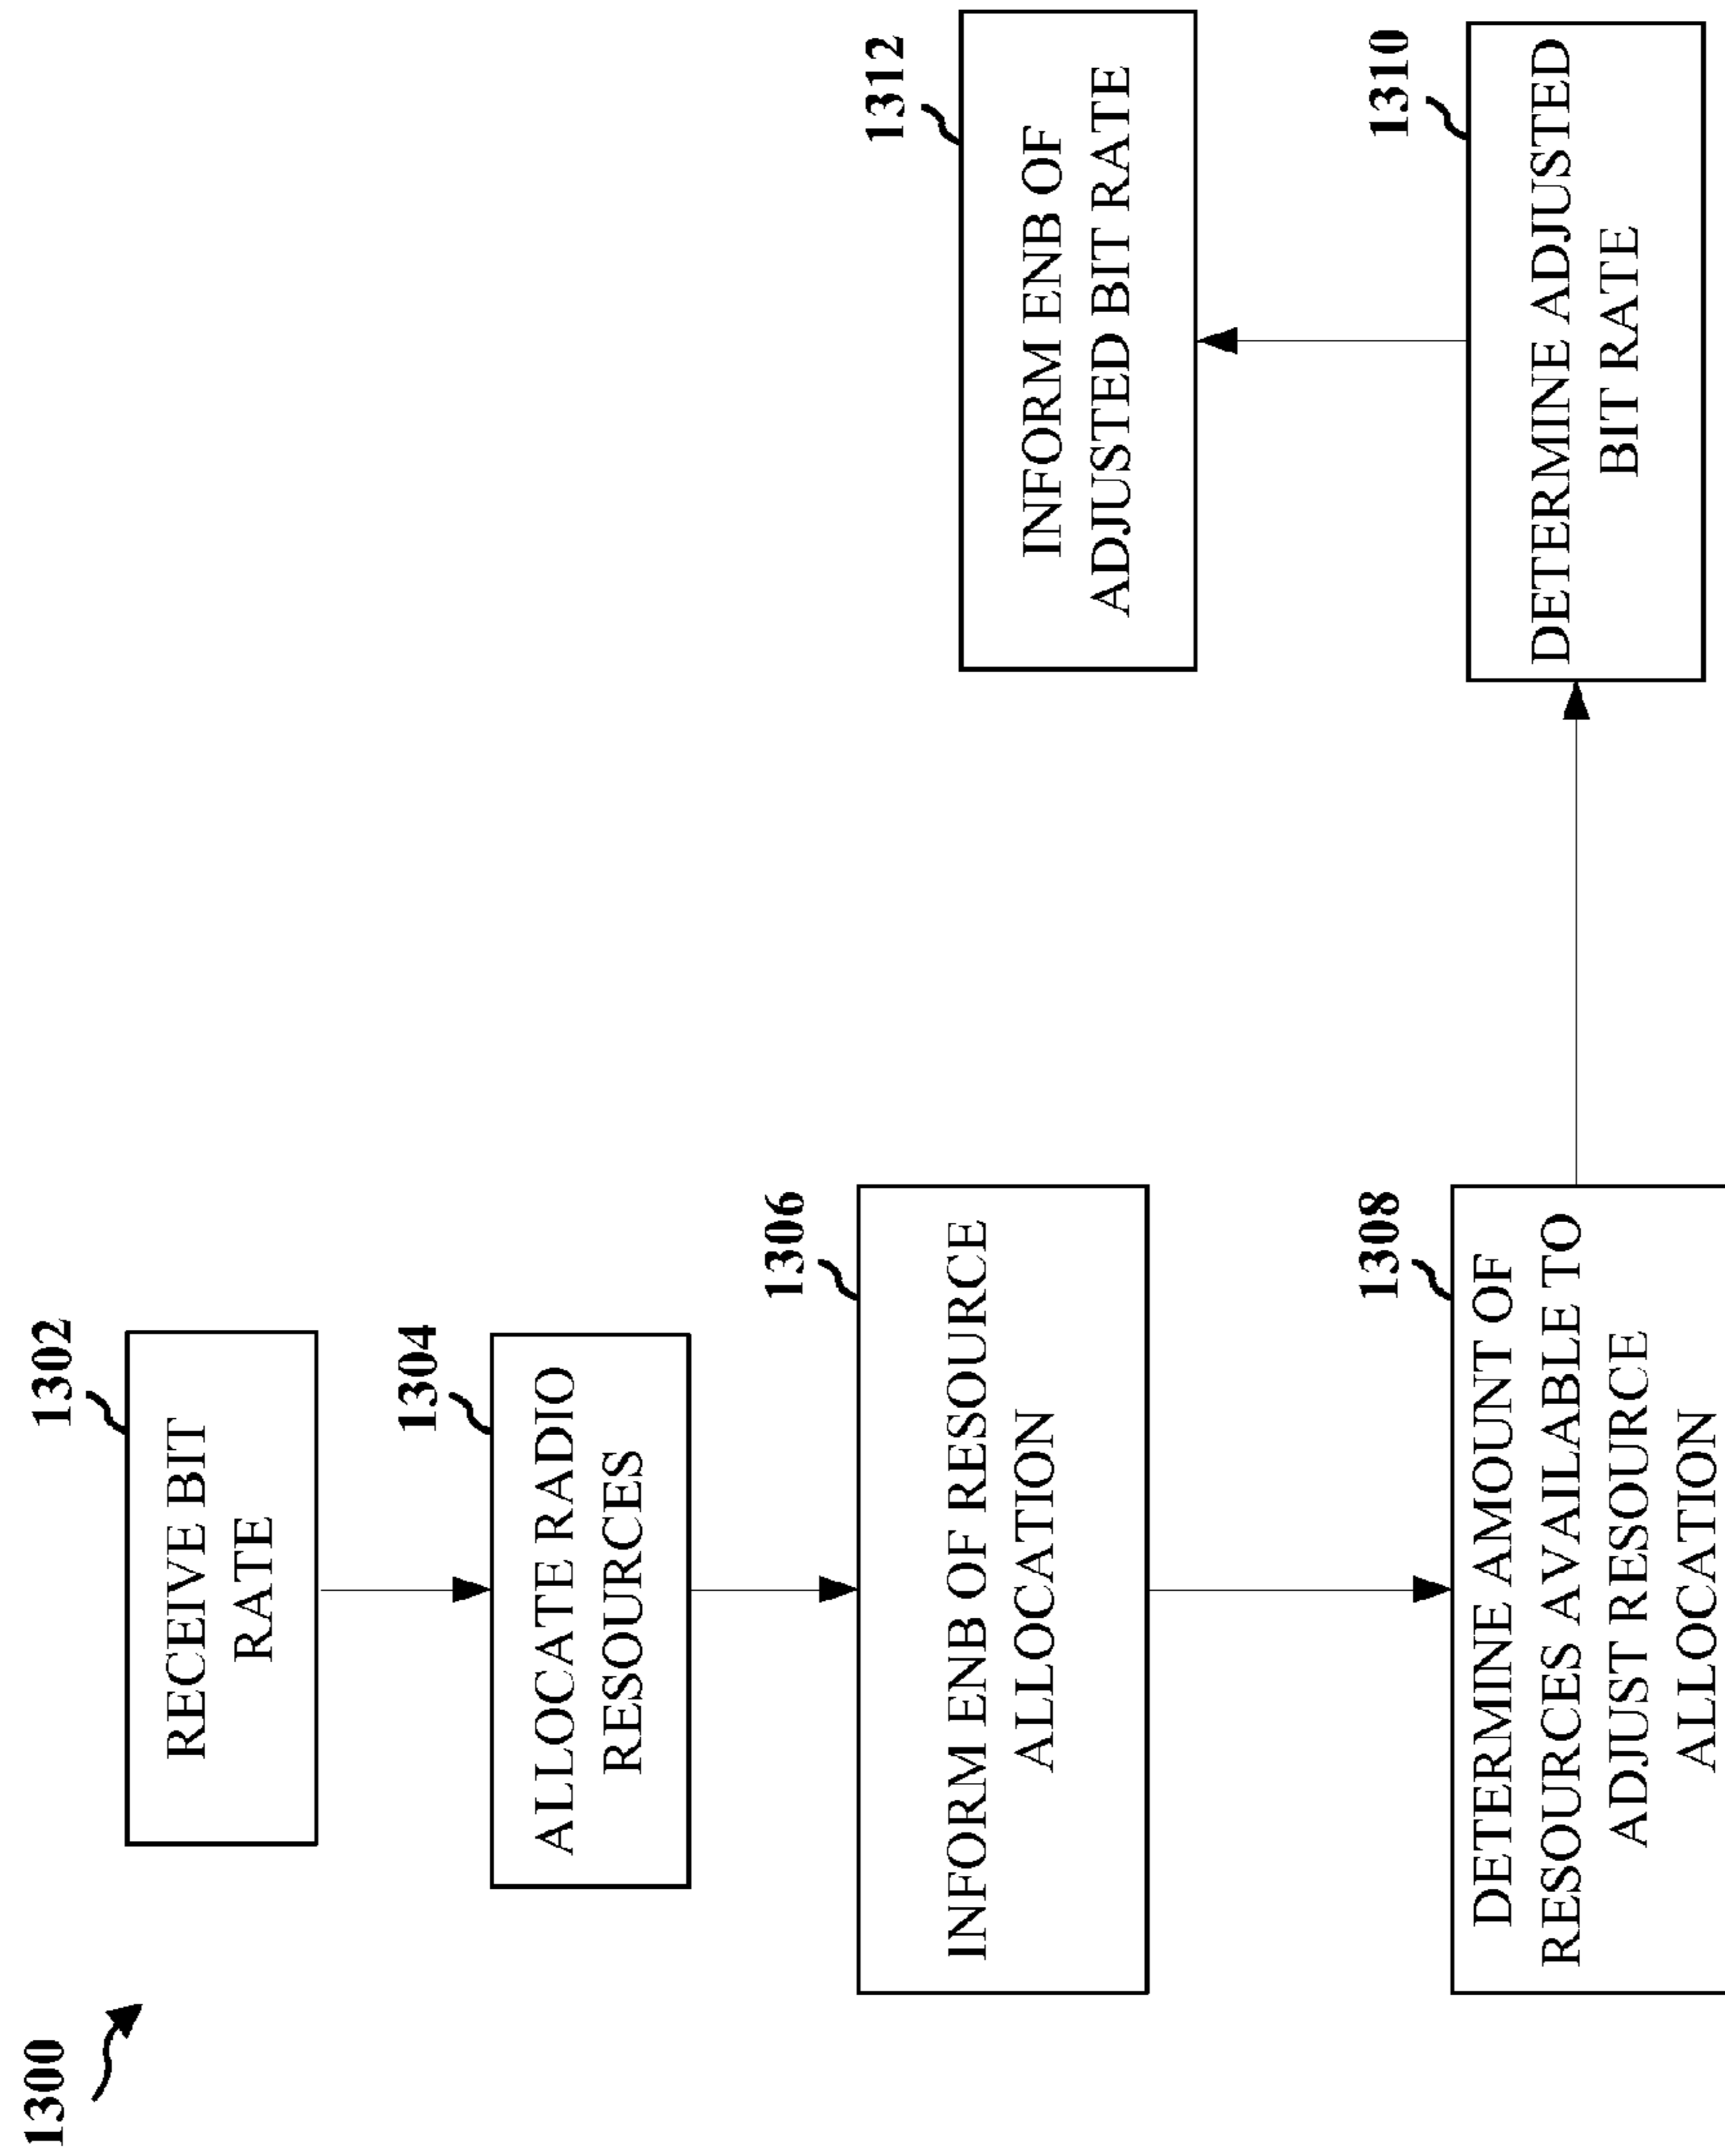 1300
1302
RECEIVE BIT
RATE
1304
ALLOCATE RADIO
RESOURCES
1306
INFORM ENB OF RESOURCE
ALLOCATION
1308
DETERMINE AMOUNT OF
RESOURCES AVAILABLE TO
ADJUST RESOURCE
ALLOCATION
1310
DETERMINE ADJUSTED
BIT RATE
1312
INFORM ENB OF
ADJUSTED BIT RATE